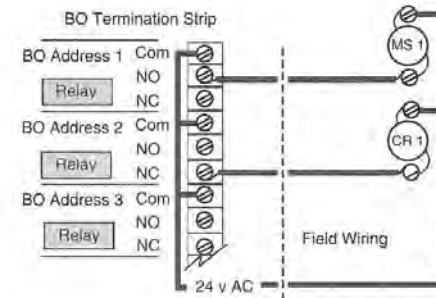 BO Termination Strip
BO Address 1 Com
NO
Relay
NC
BO Address 2 Com
NO
Relay
NC
BO Address 3 Com
NO
Relay
NC
MS 1
CR 1
Field Wiring
24 v AC